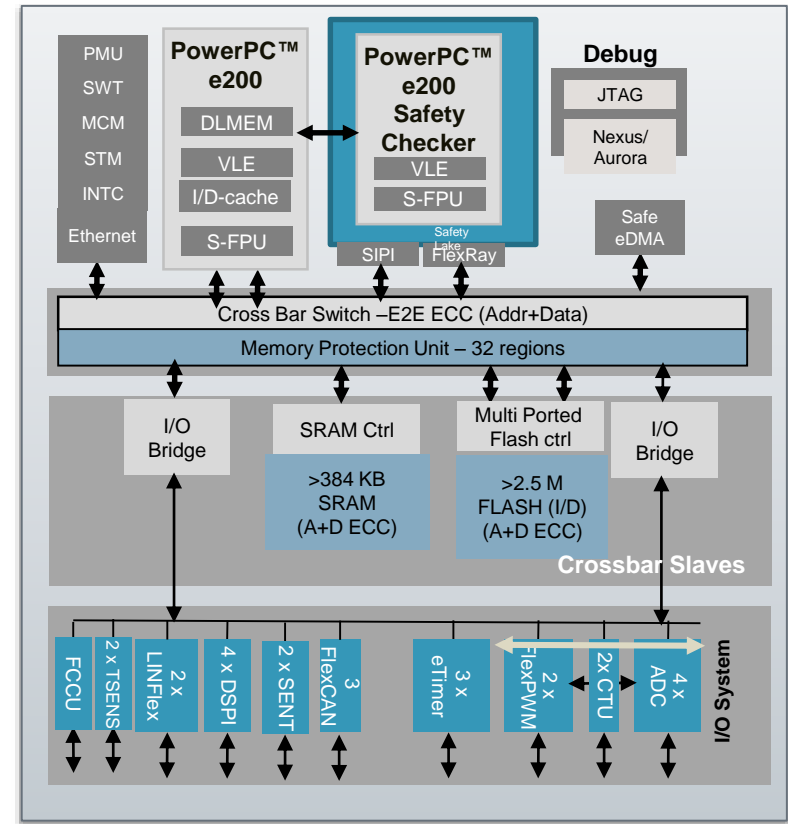 PMU
SWT
MCM
STM
INTC
Ethernet
PowerPC™
e200
DLMEM
VLE
I/D-cache
S-FPU
PowerPC™
e200
Safety
Checker
VLE
S-FPU
Safety
Lake
SIPI
FlexRay
Debug
JTAG
Nexus/
Aurora
Safe
eDMA
Cross Bar Switch –E2E ECC (Addr+Data)
Memory Protection Unit – 32 regions
I/O
Bridge
SRAM Ctrl
>384 KB
SRAM
(A+D ECC)
Multi Ported
Flash ctrl
>2.5 M
FLASH (I/D)
(A+D ECC)
I/O
Bridge
Crossbar Slaves
FCCU
2 x TSENS
2 x
LINFlex
4 x DSPI
2 x SENT
3
FlexCAN
3 x
eTimer
2 x
FlexPWM
2x CTU
4 x
ADC
I/O System